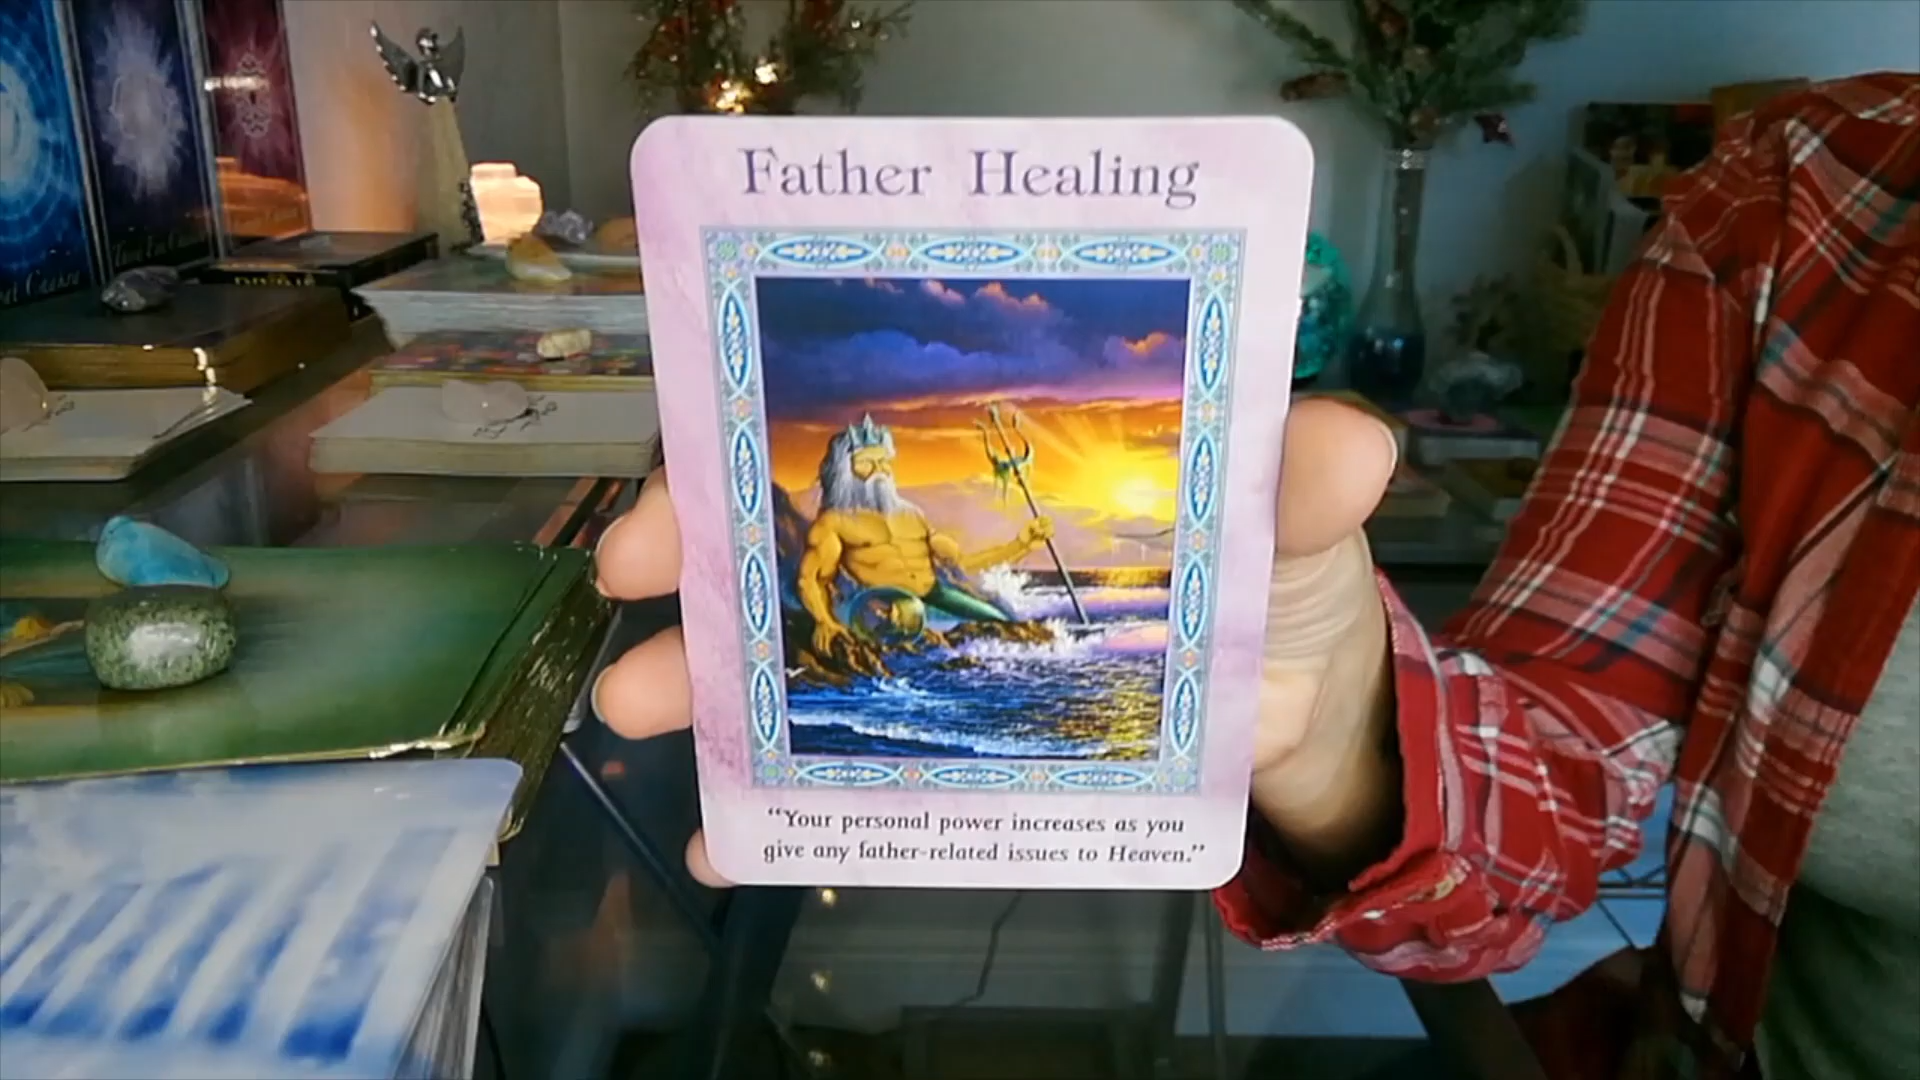 Father Healing
“Your personal power increases as you
give any father-related issues to Heaven.”